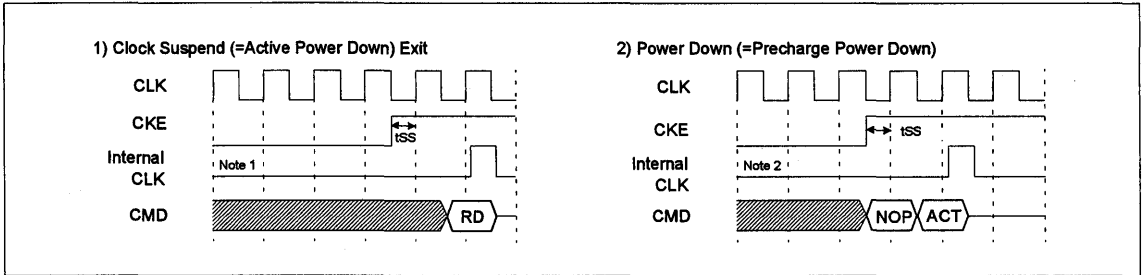 1) Clock Suspend (=Active Power Down) Exit
CLK
CKE
tSS
Internal
CLK
Note 1
CMD
RD
2) Power Down (=Precharge Power Down)
CLK
CKE
tSS
Internal
CLK
Note 2
CMD
NOP
ACT